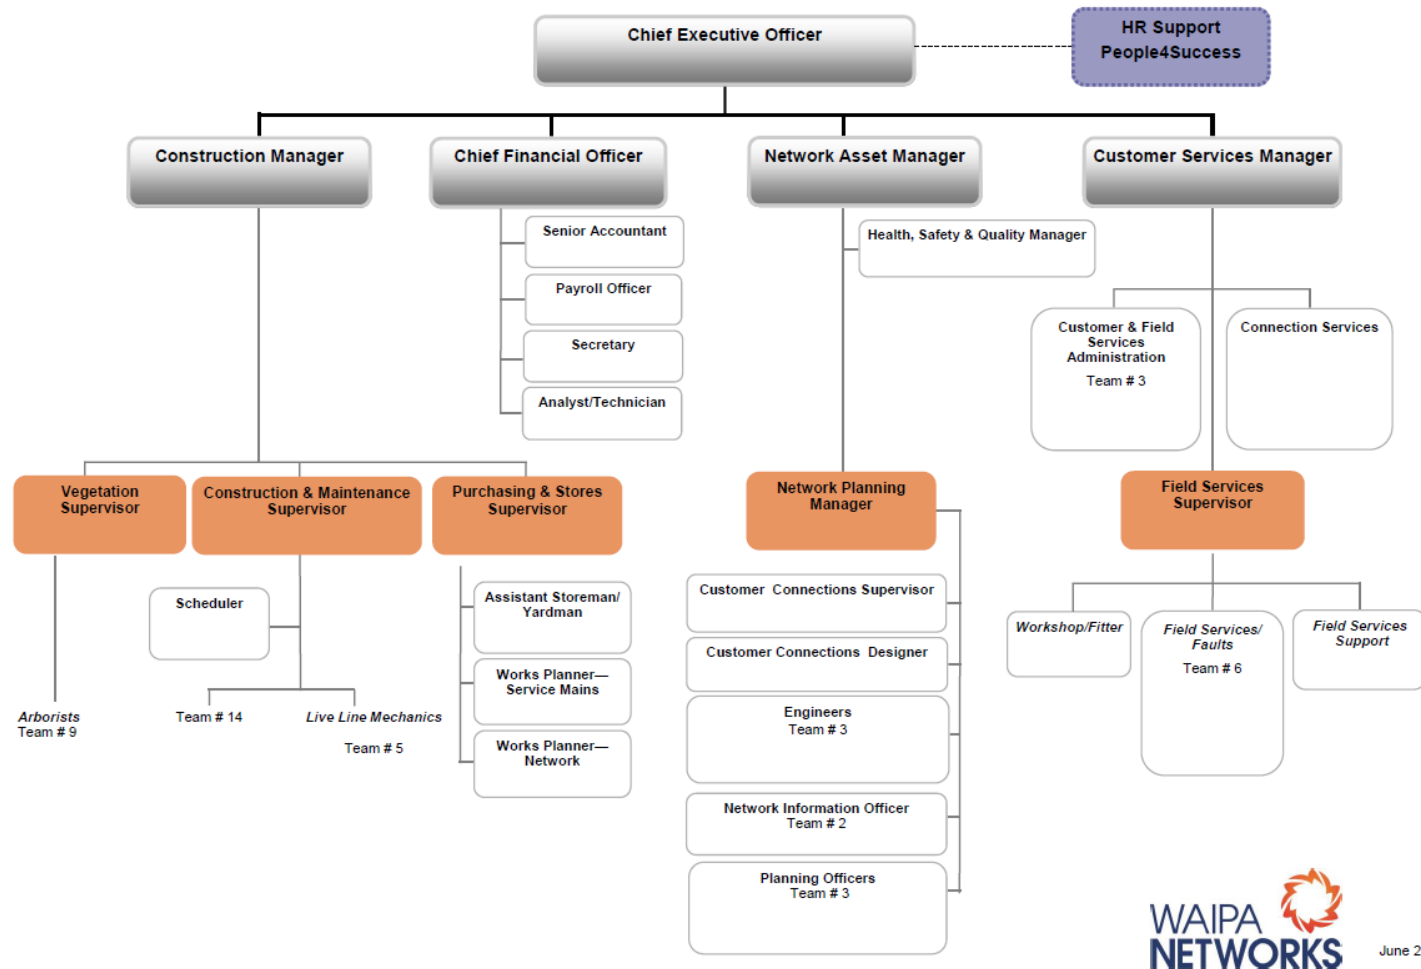 Chief Executive Officer
HR Support
People4Success
Construction Manager
Chief Financial Officer
Network Asset Manager
Customer Services Manager
Senior Accountant
Payroll Officer
Secretary
Analyst/Technician
Health, Safety & Quality Manager
Customer & Field
Services
Administration
Team # 3
Connection Services
Vegetation
Supervisor
Construction & Maintenance
Supervisor
Purchasing & Stores
Supervisor
Network Planning
Manager
Field Services
Supervisor
Scheduler
Arborists
Team # 9
Team # 14
Live Line Mechanics
Team # 5
Assistant Storeman/
Yardman
Works Planner—
Service Mains
Works Planner—
Network
Customer Connections Supervisor
Customer Connections Designer
Engineers
Team # 3
Network Information Officer
Team # 2
Planning Officers
Team # 3
Workshop/Fitter
Field Services/
Faults
Team # 6
Field Services
Support
WAIPA
NETWORKS
June 2